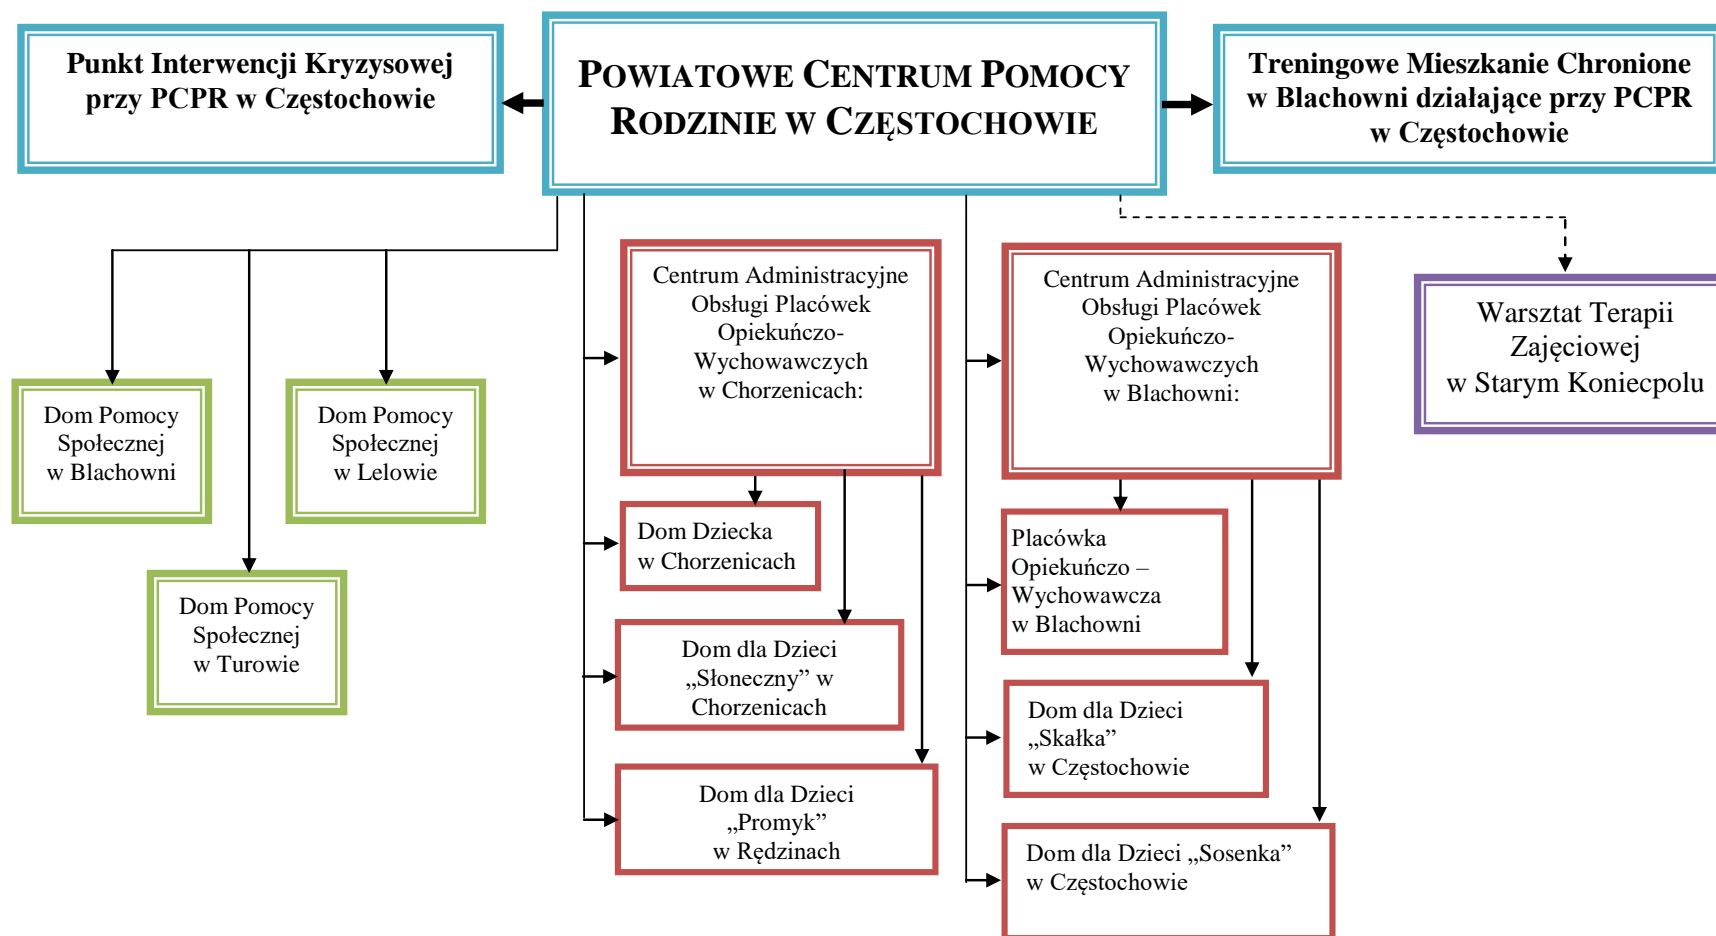 Punkt Interwencji Kryzysowej
przy PCPR w Częstochowie
POWIATOWE CENTRUM POMOCY
RODZINIE W CZĘSTOCHOWIE
Treningowe Mieszkanie Chronione
w Blachowni działające przy PCPR
w Częstochowie
Centrum Administracyjne
Obsługi Placówek
Opiekuńczo-
Wychowawczych
w Chorzenicach:
Centrum Administracyjne
Obsługi Placówek
Opiekuńczo-
Wychowawczych
w Blachowni:
Warsztat Terapii
Zajęciowej
w Starym Koniecpolu
Dom Pomocy
Społecznej
w Blachowni
Dom Pomocy
Społecznej
w Lelowie
Dom Pomocy
Społecznej
w Turowie
Dom Dziecka
w Chorzenicach
Dom dla Dzieci
„Słoneczny” w
Chorzenicach
Dom dla Dzieci
„Promyk”
w Rędzinach
Placówka
Opiekuńczo –
Wychowawcza
w Blachowni
Dom dla Dzieci
„Skałka”
w Częstochowie
Dom dla Dzieci „Sosenka”
w Częstochowie